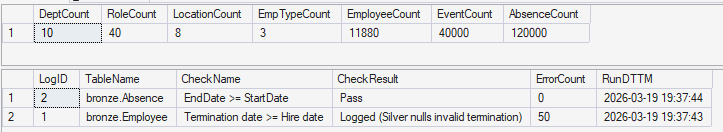 DeptCount RoleCount LocationCount EmpTypeCount EmployeeCount EventCount AbsenceCount
1 10 40 8 3 11880 40000 120000
LogID TableName CheckName CheckResult ErrorCount RunDTTM
1 2 bronze.Absence EndDate >= StartDate Pass 0 2026-03-19 19:37:44
2 1 bronze.Employee Termination date >= Hire date Logged (Silver nulls invalid termination) 50 2026-03-19 19:37:43